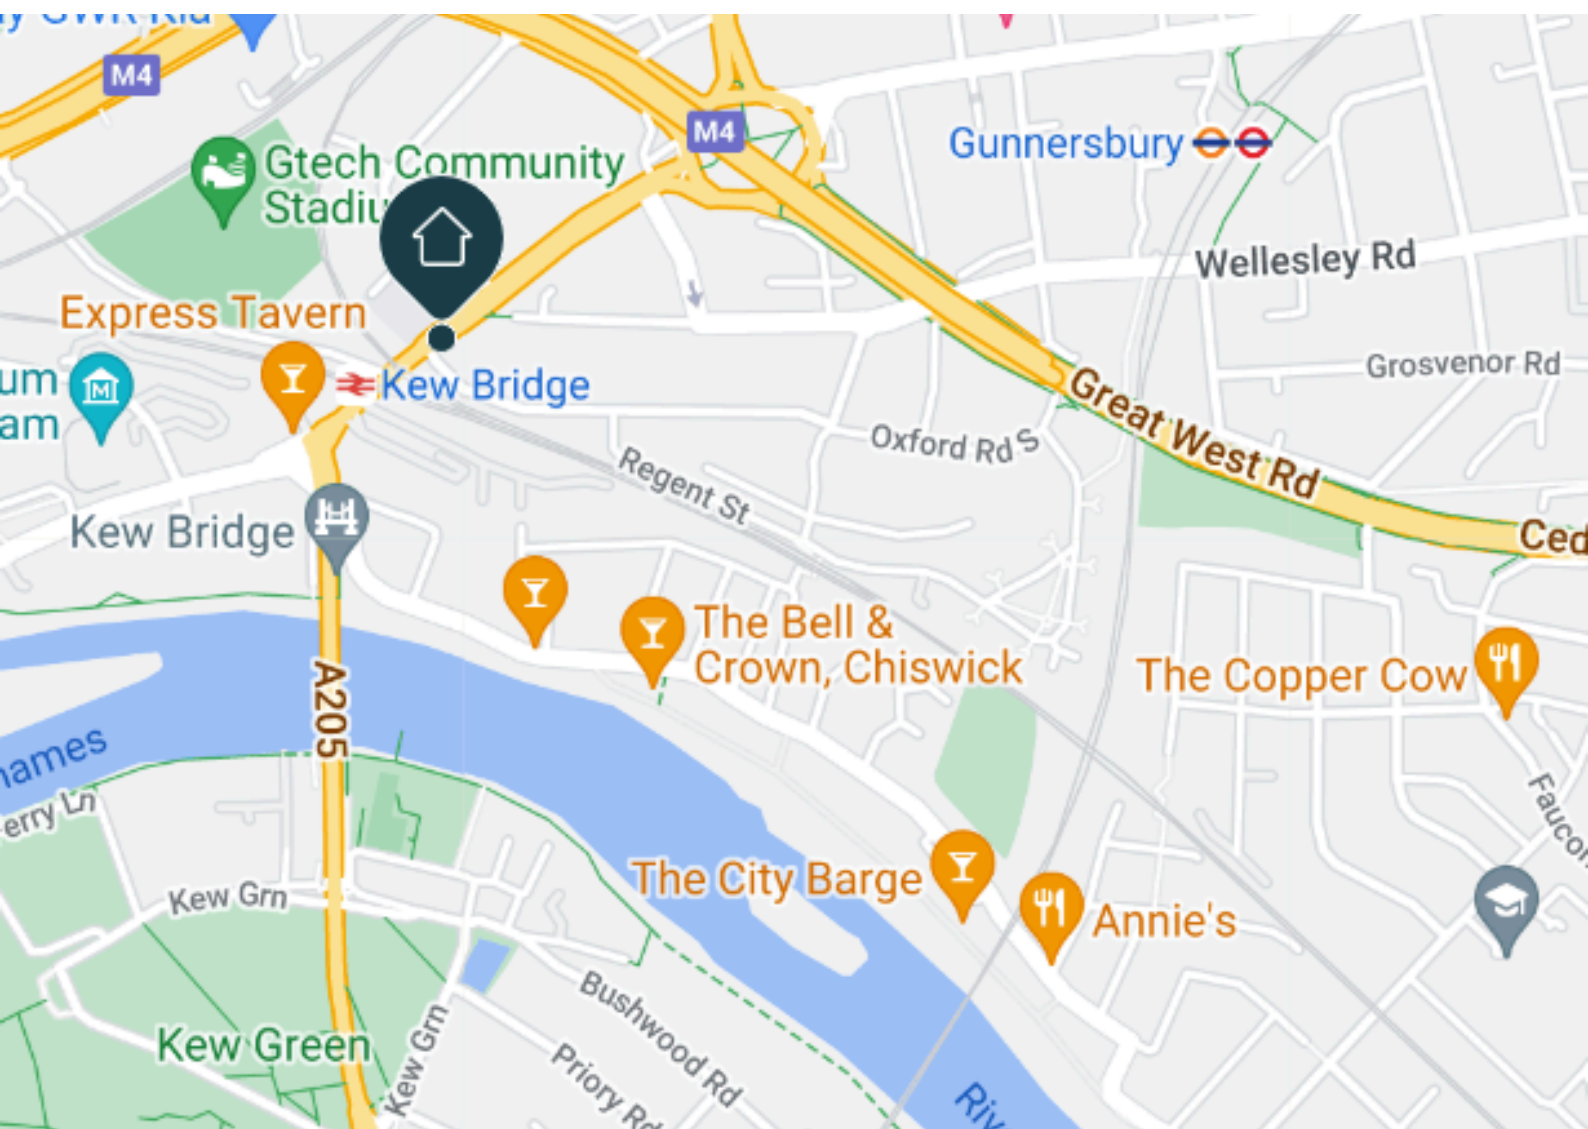 M4
M4
Gtech Community
Gunnersbury
Wellesley Rd
Express Tavern
Grosvenor Rd
Kew Bridge
Great West Rd
Oxford Rd S
Regent St
Kew Bridge
The Bell &
Crown, Chiswick
The Copper Cow
A205
The City Barge
Kew Grn
Annie's
Bushwood Rd
Kew Green
Kew Grn
Priory Rd